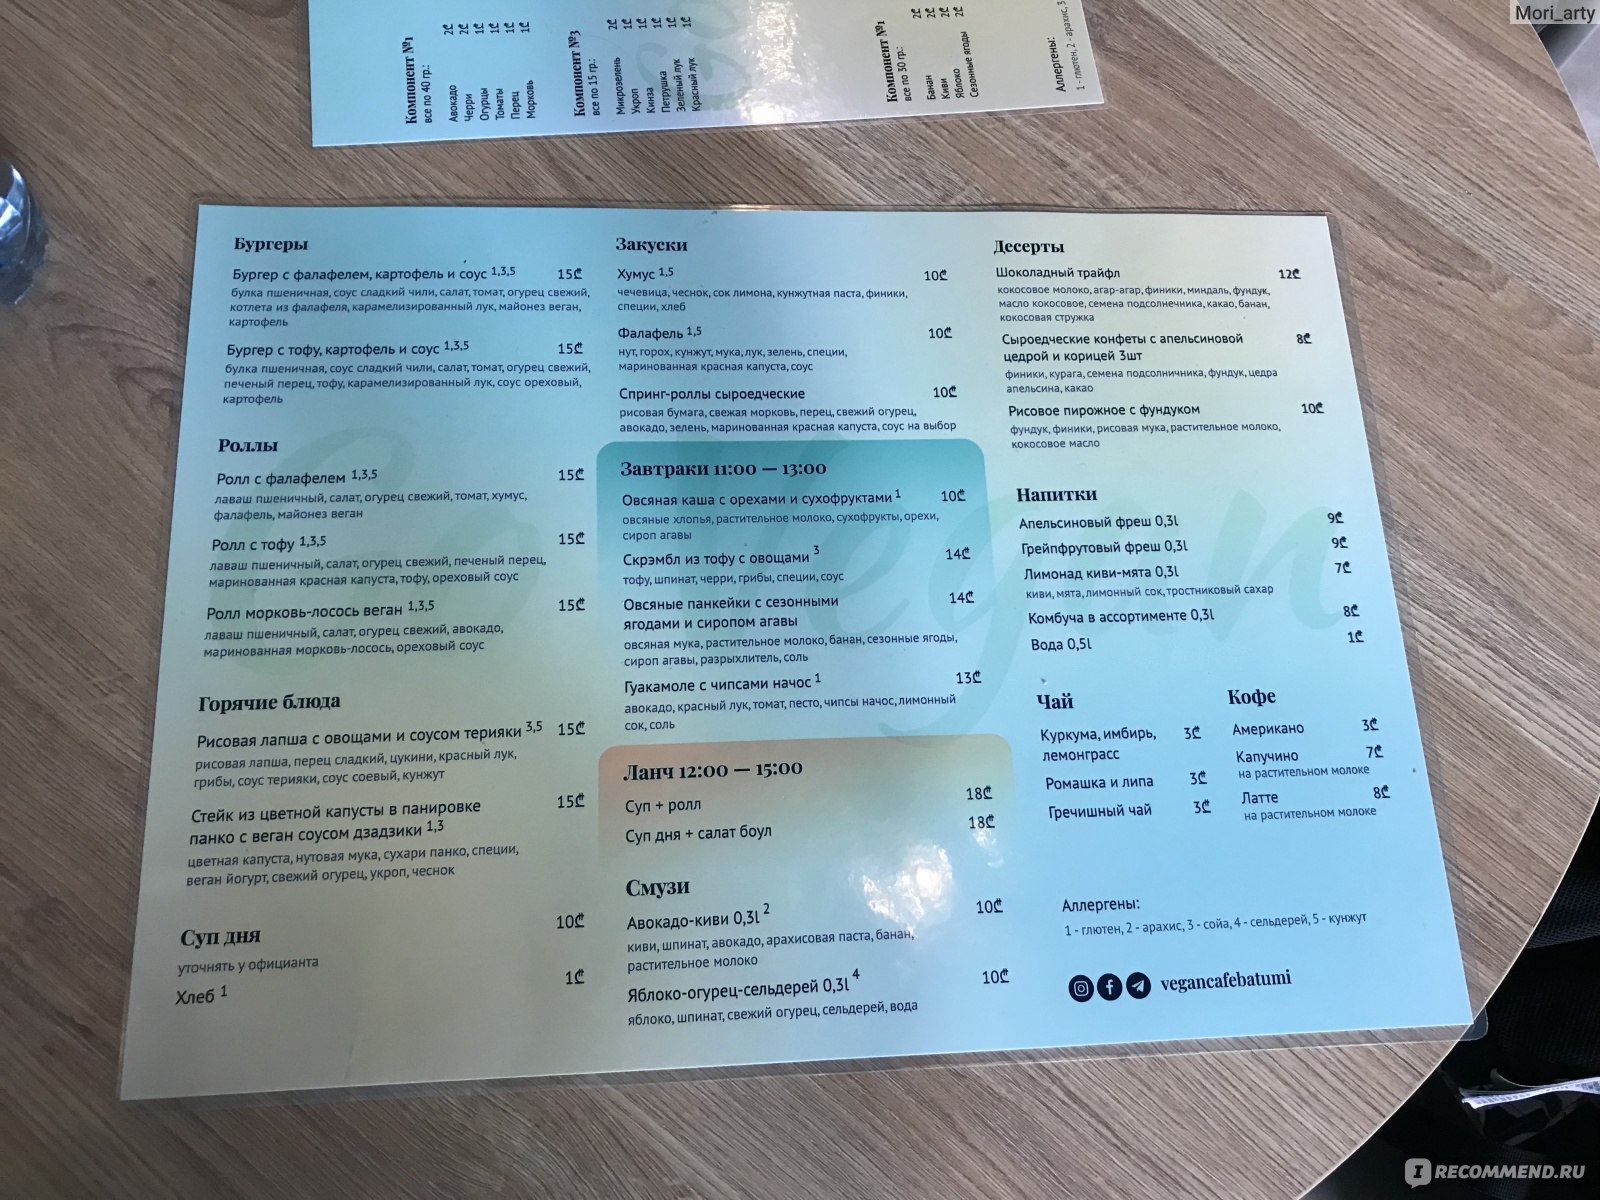 Mori_arty
Компонент №1
все по 40 гр.:
Авокадо 2₾
Черри 2₾
Огурцы 1₾
Томаты 1₾
Перец 1₾
Морковь 1₾
Компонент №3
все по 15 гр.:
Микрозелень 2₾
Укроп 1₾
Кинза 1₾
Петрушка 1₾
Зеленый лук 1₾
Красный лук 1₾
Компонент №1
все по 30 гр.:
Банан 2₾
Киви 2₾
Яблоко 2₾
Сезонные ягоды 2₾
Аллергены:
1 - глютен, 2 - арахис, 3
Бургеры
Бургер с фалафелем, картофель и соус 1,3,5 15₾
булка пшеничная, соус сладкий чили, салат, томат, огурец свежий,
котлета из фалафеля, карамелизированный лук, майонез веган,
картофель
Бургер с тофу, картофель и соус 1,3,5 15₾
булка пшеничная, соус сладкий чили, салат, томат, огурец свежий,
печеный перец, тофу, карамелизированный лук, соус ореховый,
картофель
Роллы
Ролл с фалафелем 1,3,5 15₾
лаваш пшеничный, салат, огурец свежий, томат, хумус,
фалафель, майонез веган
Ролл с тофу 1,3,5 15₾
лаваш пшеничный, салат, огурец свежий, печеный перец,
маринованная красная капуста, тофу, ореховый соус
Ролл морковь-лосось веган 1,3,5 15₾
лаваш пшеничный, салат, огурец свежий, авокадо,
маринованная морковь-лосось, ореховый соус
Горячие блюда
Рисовая лапша с овощами и соусом терияки 3,5 15₾
рисовая лапша, перец сладкий, цукини, красный лук,
грибы, соус терияки, соус соевый, кунжут
Стейк из цветной капусты в панировке 15₾
панко с веган соусом дзадзики 1,3
цветная капуста, нутовая мука, сухари панко, специи,
веган йогурт, свежий огурец, укроп, чеснок
Суп дня 10₾
уточнять у официанта
Хлеб 1 1₾
Закуски
Хумус 1,5 10₾
чечевица, чеснок, сок лимона, кунжутная паста, финики,
специи, хлеб
Фалафель 1,5 10₾
нут, горох, кунжут, мука, лук, зелень, специи,
маринованная красная капуста, соус
Спринг-роллы сыроедческие 10₾
рисовая бумага, свежая морковь, перец, свежий огурец,
авокадо, зелень, маринованная красная капуста, соус на выбор
Завтраки 11:00 — 13:00
Овсяная каша с орехами и сухофруктами 1 10₾
овсяные хлопья, растительное молоко, сухофрукты, орехи,
сироп агавы
Скрэмбл из тофу с овощами 3 14₾
тофу, шпинат, черри, грибы, специи, соус
Овсяные панкейки с сезонными 14₾
ягодами и сиропом агавы
овсяная мука, растительное молоко, банан, сезонные ягоды,
сироп агавы, разрыхлитель, соль
Гуакамоле с чипсами начос 1 13₾
авокадо, красный лук, томат, песто, чипсы начос, лимонный
сок, соль
Ланч 12:00 — 15:00
Суп + ролл 18₾
Суп дня + салат боул 18₾
Смузи
Авокадо-киви 0,3l 2 10₾
киви, шпинат, авокадо, арахисовая паста, банан,
растительное молоко
Яблоко-огурец-сельдерей 0,3l 4 10₾
яблоко, шпинат, свежий огурец, сельдерей, вода
Десерты
Шоколадный трайфл 12₾
кокосовое молоко, агар-агар, финики, миндаль, фундук,
масло кокосовое, семена подсолнечника, какао, банан,
кокосовая стружка
Сыроедческие конфеты с апельсиновой 8₾
цедрой и корицей 3шт
финики, курага, семена подсолничника, фундук, цедра
апельсина, какао
Рисовое пирожное с фундуком 10₾
фундук, финики, рисовая мука, растительное молоко,
кокосовое масло
Напитки
Апельсиновый фреш 0,3l 9₾
Грейпфрутовый фреш 0,3l 9₾
Лимонад киви-мята 0,3l 7₾
киви, мята, лимонный сок, тростниковый сахар
Комбуча в ассортименте 0,3l 8₾
Вода 0,5l 1₾
Чай
Куркума, имбирь, 3₾
лемонграсс
Ромашка и липа 3₾
Гречишный чай 3₾
Кофе
Американо 3₾
Капучино 7₾
на растительном молоке
Латте 8₾
на растительном молоке
Аллергены:
1 - глютен, 2 - арахис, 3 - соя, 4 - сельдерей, 5 - кунжут
vegancafebatumi
Go Vegan
IRECOMMEND.RU